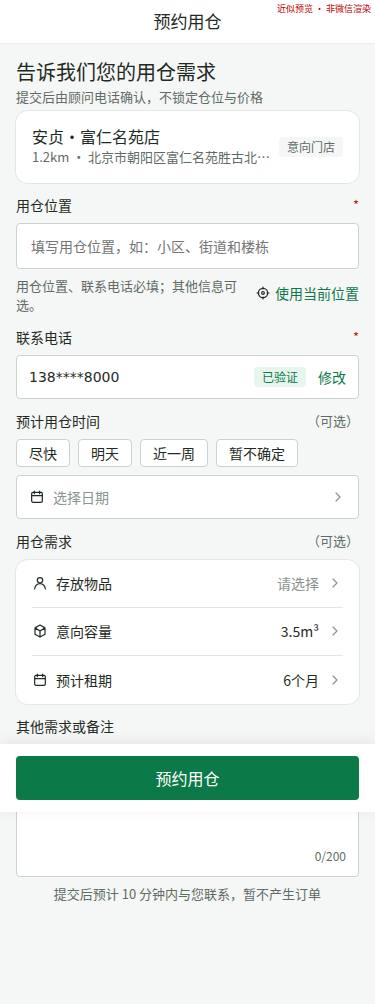 近似预览 · 非微信渲染
预约用仓
告诉我们您的用仓需求
提交后由顾问电话确认，不锁定仓位与价格
安贞·富仁名苑店
1.2km · 北京市朝阳区富仁名苑胜古北…
意向门店
用仓位置 *
填写用仓位置，如：小区、街道和楼栋
用仓位置、联系电话必填；其他信息可
选。
使用当前位置
联系电话 *
138****8000 已验证 修改
预计用仓时间 （可选）
尽快 明天 近一周 暂不确定
选择日期
用仓需求 （可选）
存放物品 请选择
意向容量 3.5m³
预计租期 6个月
其他需求或备注
预约用仓
0/200
提交后预计 10 分钟内与您联系，暂不产生订单